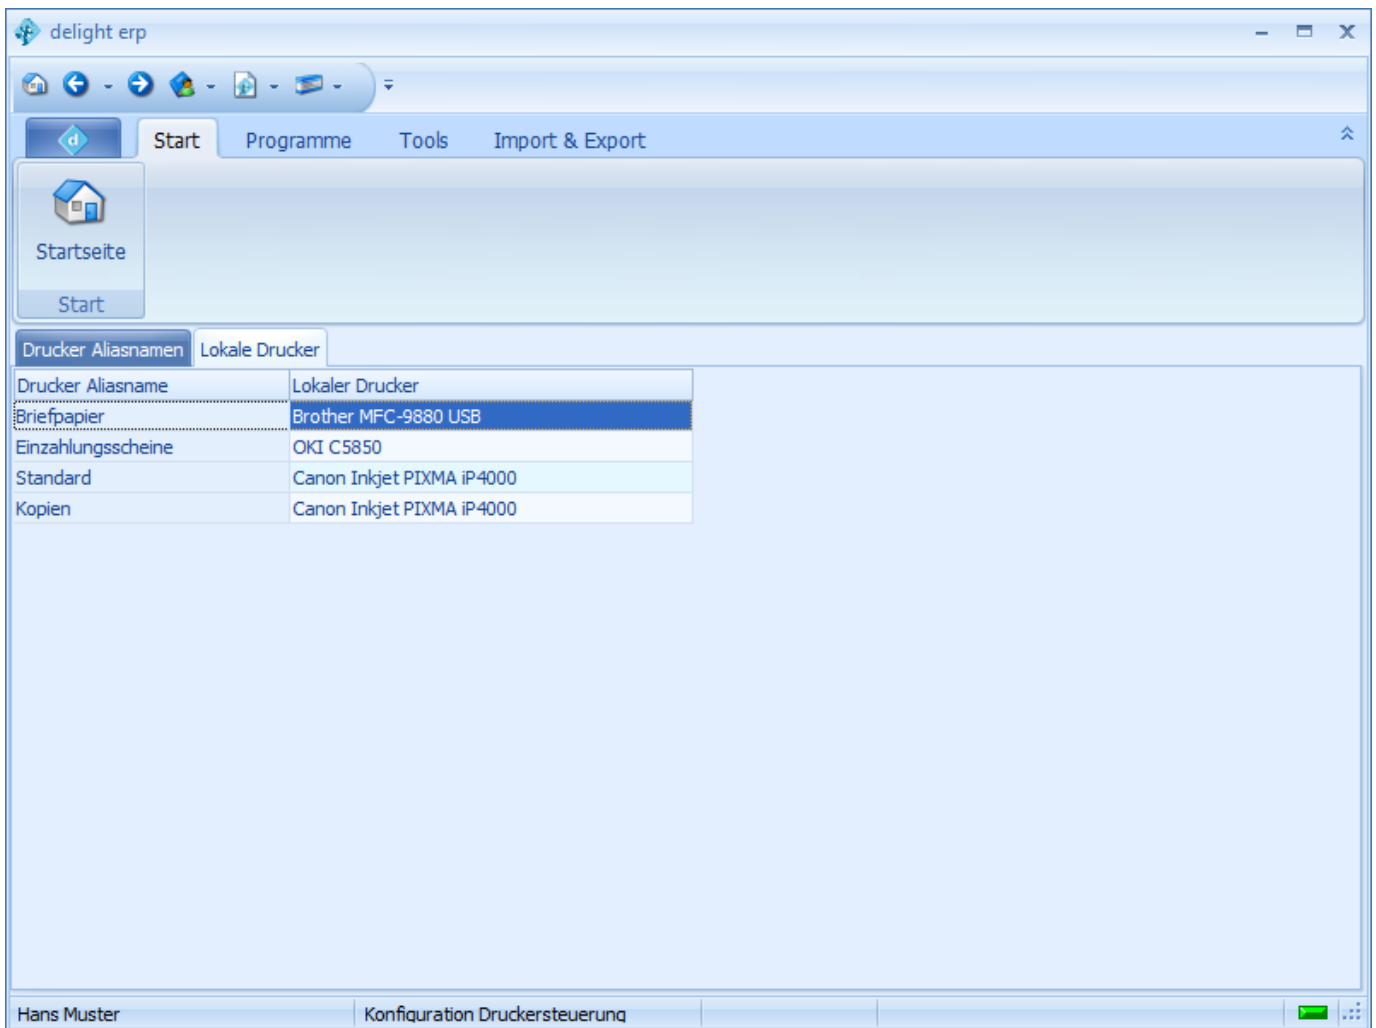 delight erp
d Start Programme Tools Import & Export
Startseite
Start
Drucker Aliasnamen Lokale Drucker
Drucker Aliasname Lokaler Drucker
Briefpapier Brother MFC-9880 USB
Einzahlungsscheine OKI C5850
Standard Canon Inkjet PIXMA iP4000
Kopien Canon Inkjet PIXMA iP4000
Hans Muster Konfiguration Druckersteuerung